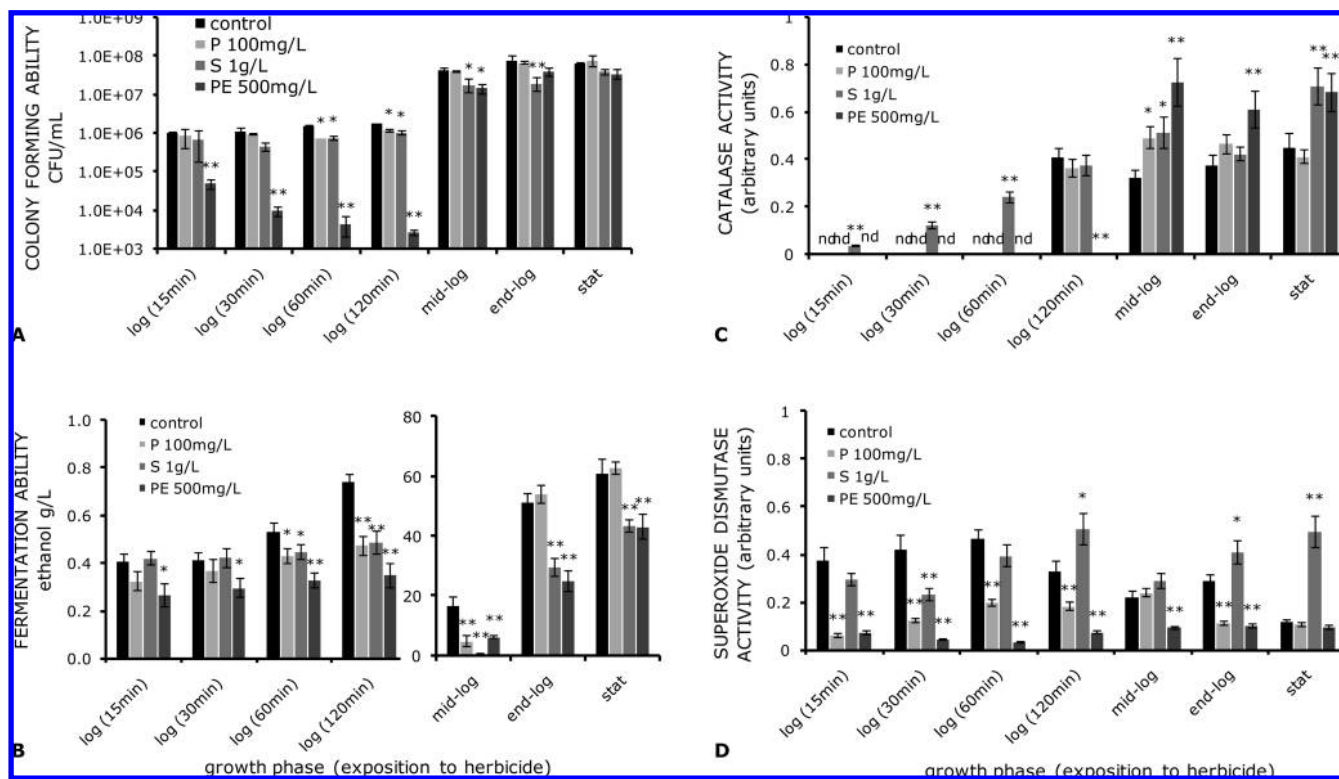 1.0E+09
1.0E+08
1.0E+07
1.0E+06
1.0E+05
1.0E+04
1.0E+03
COLONY FORMING ABILITY
CFU/mL
control
P 100mg/L
S 1g/L
PE 500mg/L
* * ** 
* * * *
** ** ** **
log (15min) log (30min) log (60min) log (120min) mid-log end-log stat
A
1
0.8
0.6
0.4
0.2
0
CATALASE ACTIVITY
(arbitrary units)
control
P 100mg/L
S 1g/L
PE 500mg/L
** ** ** **
* *
nd nd ** nd nd nd ** nd nd nd ** nd **
log (15min) log (30min) log (60min) log (120min) mid-log end-log stat
C
1.0
0.8
0.6
0.4
0.2
0.0
FERMENTATION ABILITY
ethanol g/L
control
P 100mg/L
S 1g/L
PE 500mg/L
* * * * ** ** ** **
log (15min) log (30min) log (60min) log (120min)
80
60
40
20
0
** ** ** ** ** ** **
mid-log end-log stat
B
growth phase (exposition to herbicide)
1
0.8
0.6
0.4
0.2
0
SUPEROXIDE DISMUTASE
ACTIVITY (arbitrary units)
control
P 100mg/L
S 1g/L
PE 500mg/L
* * **
** ** ** ** ** ** ** ** ** ** ** **
log (15min) log (30min) log (60min) log (120min) mid-log end-log stat
D
growth phase (exposition to herbicide)